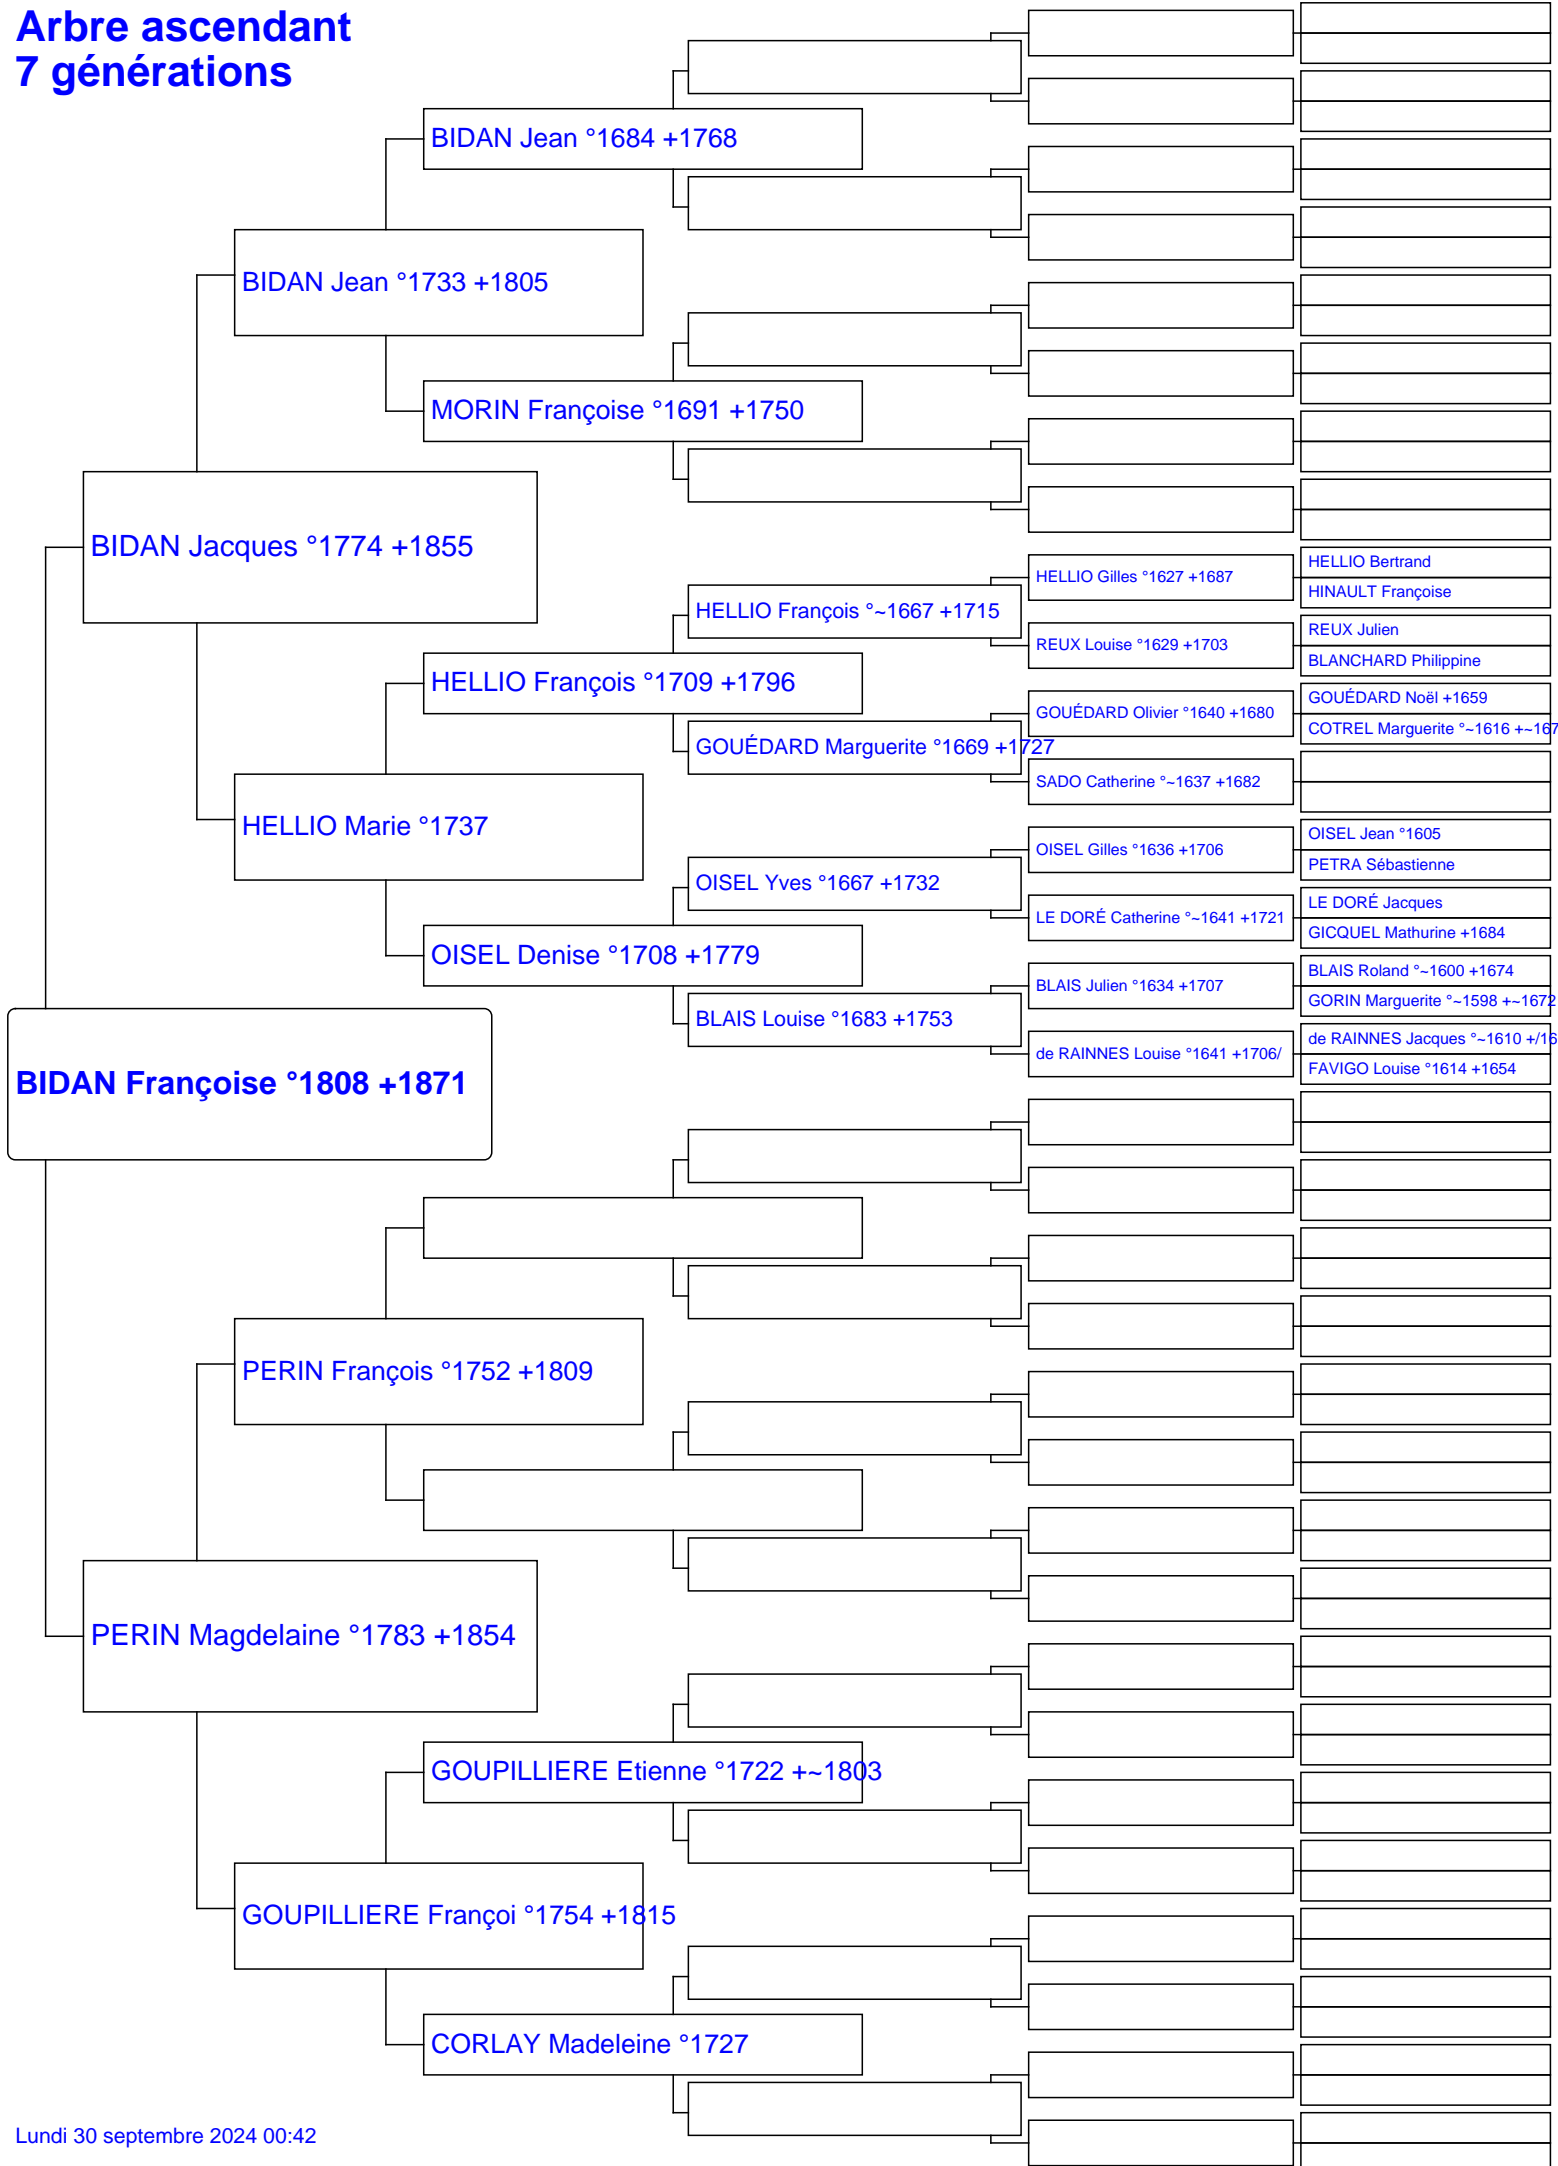 Arbre ascendant
7 générations
BIDAN Jean °1684 +1768
BIDAN Jean °1733 +1805
MORIN Françoise °1691 +1750
BIDAN Jacques °1774 +1855
HELLIO Bertrand
HELLIO Gilles °1627 +1687
HINAULT Françoise
HELLIO François °~1667 +1715
REUX Julien
REUX Louise °1629 +1703
BLANCHARD Philippine
HELLIO François °1709 +1796
GOUÉDARD Noël +1659
GOUÉDARD Olivier °1640 +1680
COTREL Marguerite °~1616 +~167
GOUÉDARD Marguerite °1669 +1727
SADO Catherine °~1637 +1682
HELLIO Marie °1737
OISEL Jean °1605
OISEL Gilles °1636 +1706
PETRA Sébastienne
OISEL Yves °1667 +1732
LE DORÉ Jacques
LE DORÉ Catherine °~1641 +1721
GICQUEL Mathurine +1684
OISEL Denise °1708 +1779
BLAIS Roland °~1600 +1674
BLAIS Julien °1634 +1707
GORIN Marguerite °~1598 +~1672
BLAIS Louise °1683 +1753
de RAINNES Jacques °~1610 +/16
de RAINNES Louise °1641 +1706/
FAVIGO Louise °1614 +1654
BIDAN Françoise °1808 +1871
PERIN François °1752 +1809
PERIN Magdelaine °1783 +1854
GOUPILLIERE Etienne °1722 +~1803
GOUPILLIERE Françoi °1754 +1815
CORLAY Madeleine °1727
Lundi 30 septembre 2024 00:42